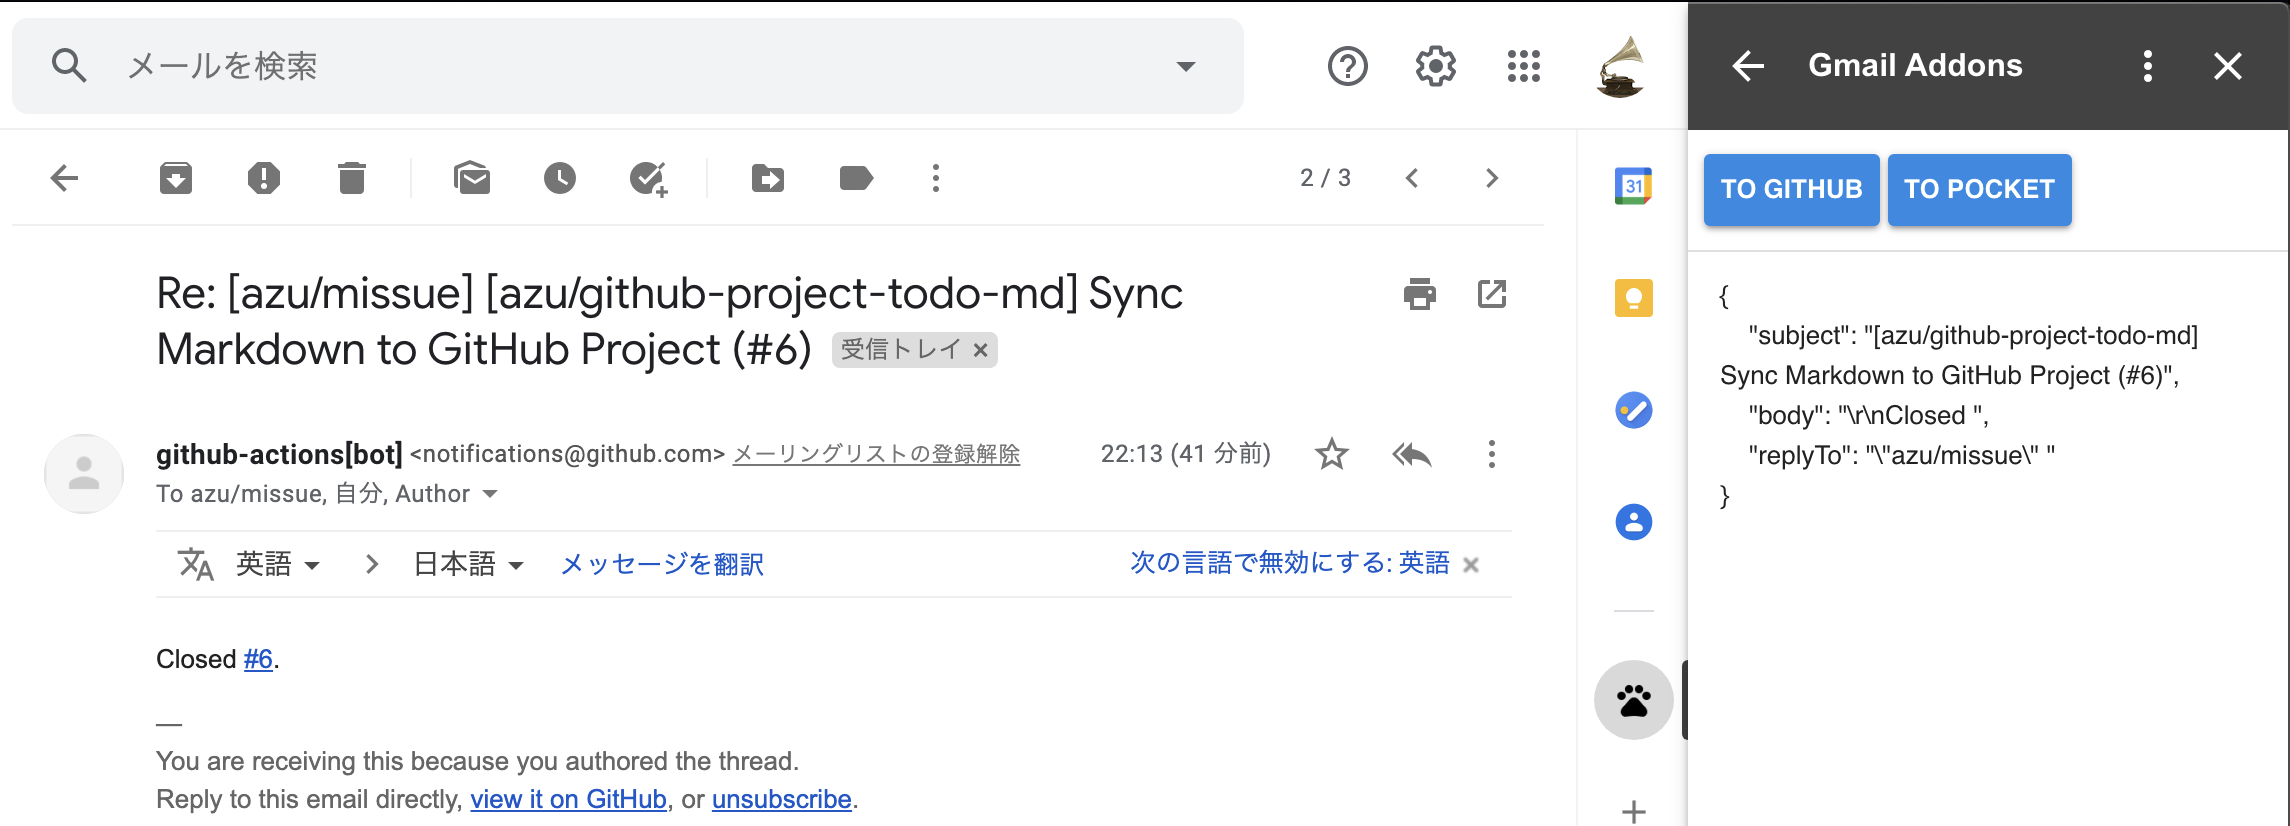 メールを検索
Gmail Addons
2 / 3
31
TO GITHUB
TO POCKET
Re: [azu/missue] [azu/github-project-todo-md] Sync
Markdown to GitHub Project (#6)
受信トレイ ×
github-actions[bot] <notifications@github.com> メーリングリストの登録解除
22:13 (41 分前)
To azu/missue, 自分, Author
英語
日本語
メッセージを翻訳
次の言語で無効にする: 英語 ×
Closed #6.
—
You are receiving this because you authored the thread.
Reply to this email directly, view it on GitHub, or unsubscribe.
{
"subject": "[azu/github-project-todo-md]
Sync Markdown to GitHub Project (#6)",
"body": "\r\nClosed ",
"replyTo": "\"azu/missue\" "
}